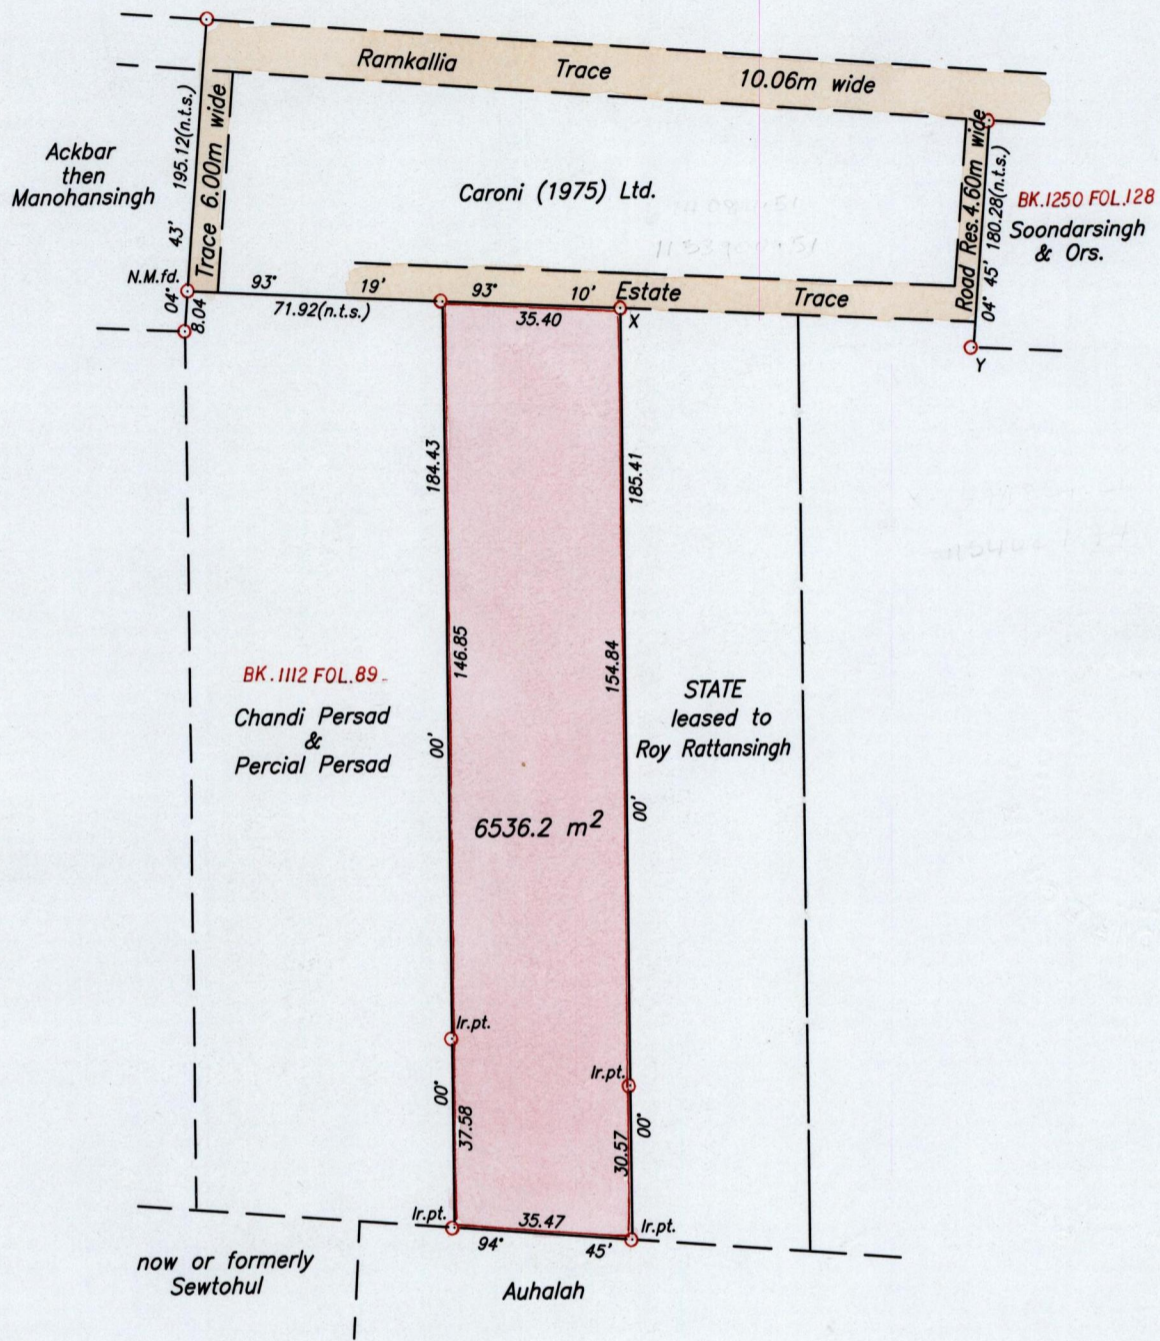 Ramkallia Trace 10.06m wide
195.12(n.t.s.)
43'
04°
8.04
Trace 6.00m wide
Ackbar
then
Manohansingh
N.M.fd.
Caroni (1975) Ltd.
Road Res. 4.60m wide
180.28(n.t.s.)
45'
04°
BK.1250 FOL.128
Soondarsingh
& Ors.
93° 19'
71.92(n.t.s.)
93° 10'
35.40
Estate Trace
X
Y
184.43
185.41
146.85
154.84
00'
00'
BK.1112 FOL.89
Chandi Persad
&
Percial Persad
STATE
leased to
Roy Rattansingh
6536.2 m²
Ir.pt.
Ir.pt.
00°
00°
37.58
30.57
Ir.pt.
35.47
Ir.pt.
94° 45'
now or formerly
Sewtohul
Auhalah